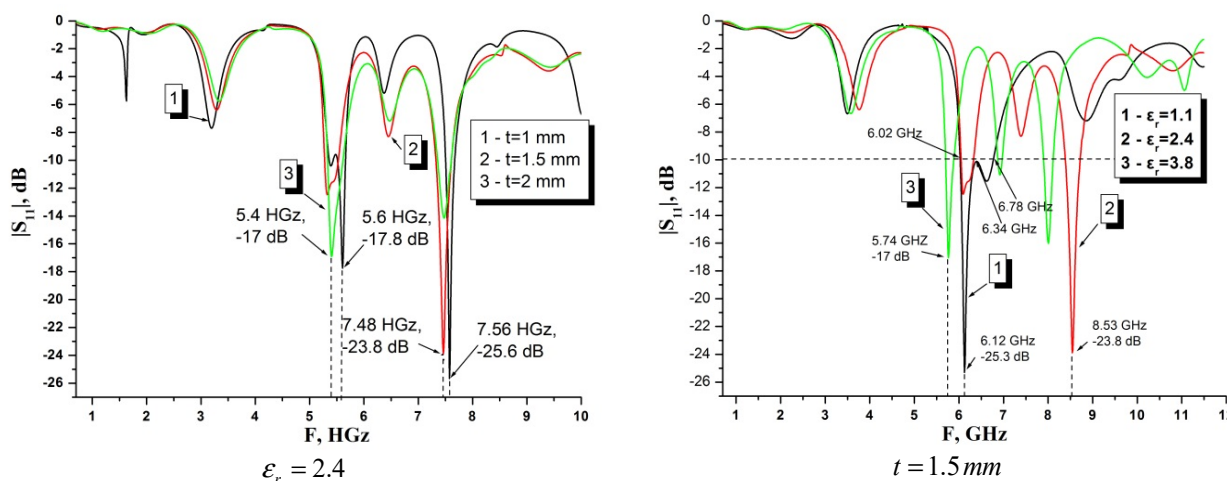 0
-2
-4
-6
-8
-10
-12
-14
-16
-18
-20
-22
-24
-26
|S₁₁|, dB
1
2
3
1 - t=1 mm
2 - t=1.5 mm
3 - t=2 mm
5.4 HGz,
-17 dB
5.6 HGz,
-17.8 dB
7.48 HGz,
-23.8 dB
7.56 HGz,
-25.6 dB
1 2 3 4 5 6 7 8 9 10
F, HGz
εᵣ = 2.4
0
-2
-4
-6
-8
-10
-12
-14
-16
-18
-20
-22
-24
-26
|S₁₁|, dB
1 - εᵣ=1.1
2 - εᵣ=2.4
3 - εᵣ=3.8
6.02 GHz
6.78 GHz
6.34 GHz
3
2
5.74 GHZ
-17 dB
1
6.12 GHz
-25.3 dB
8.53 GHz
-23.8 dB
1 2 3 4 5 6 7 8 9 10 11 12
F, GHz
t = 1.5 mm